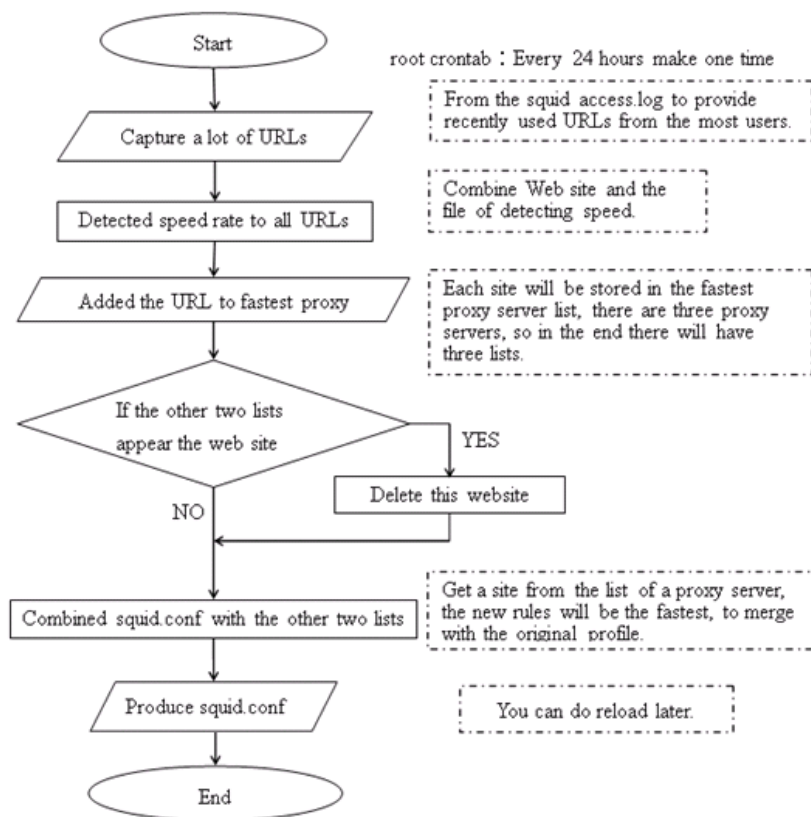 Start
root crontab：Every 24 hours make one time
From the squid access.log to provide
recently used URLs from the most users.
Capture a lot of URLs
Combine Web site and the
file of detecting speed.
Detected speed rate to all URLs
Added the URL to fastest proxy
Each site will be stored in the fastest
proxy server list, there are three proxy
servers, so in the end there will have
three lists.
If the other two lists
appear the web site
YES
Delete this website
NO
Get a site from the list of a proxy server,
the new rules will be the fastest, to merge
with the original profile.
Combined squid.conf with the other two lists
Produce squid.conf
You can do reload later.
End